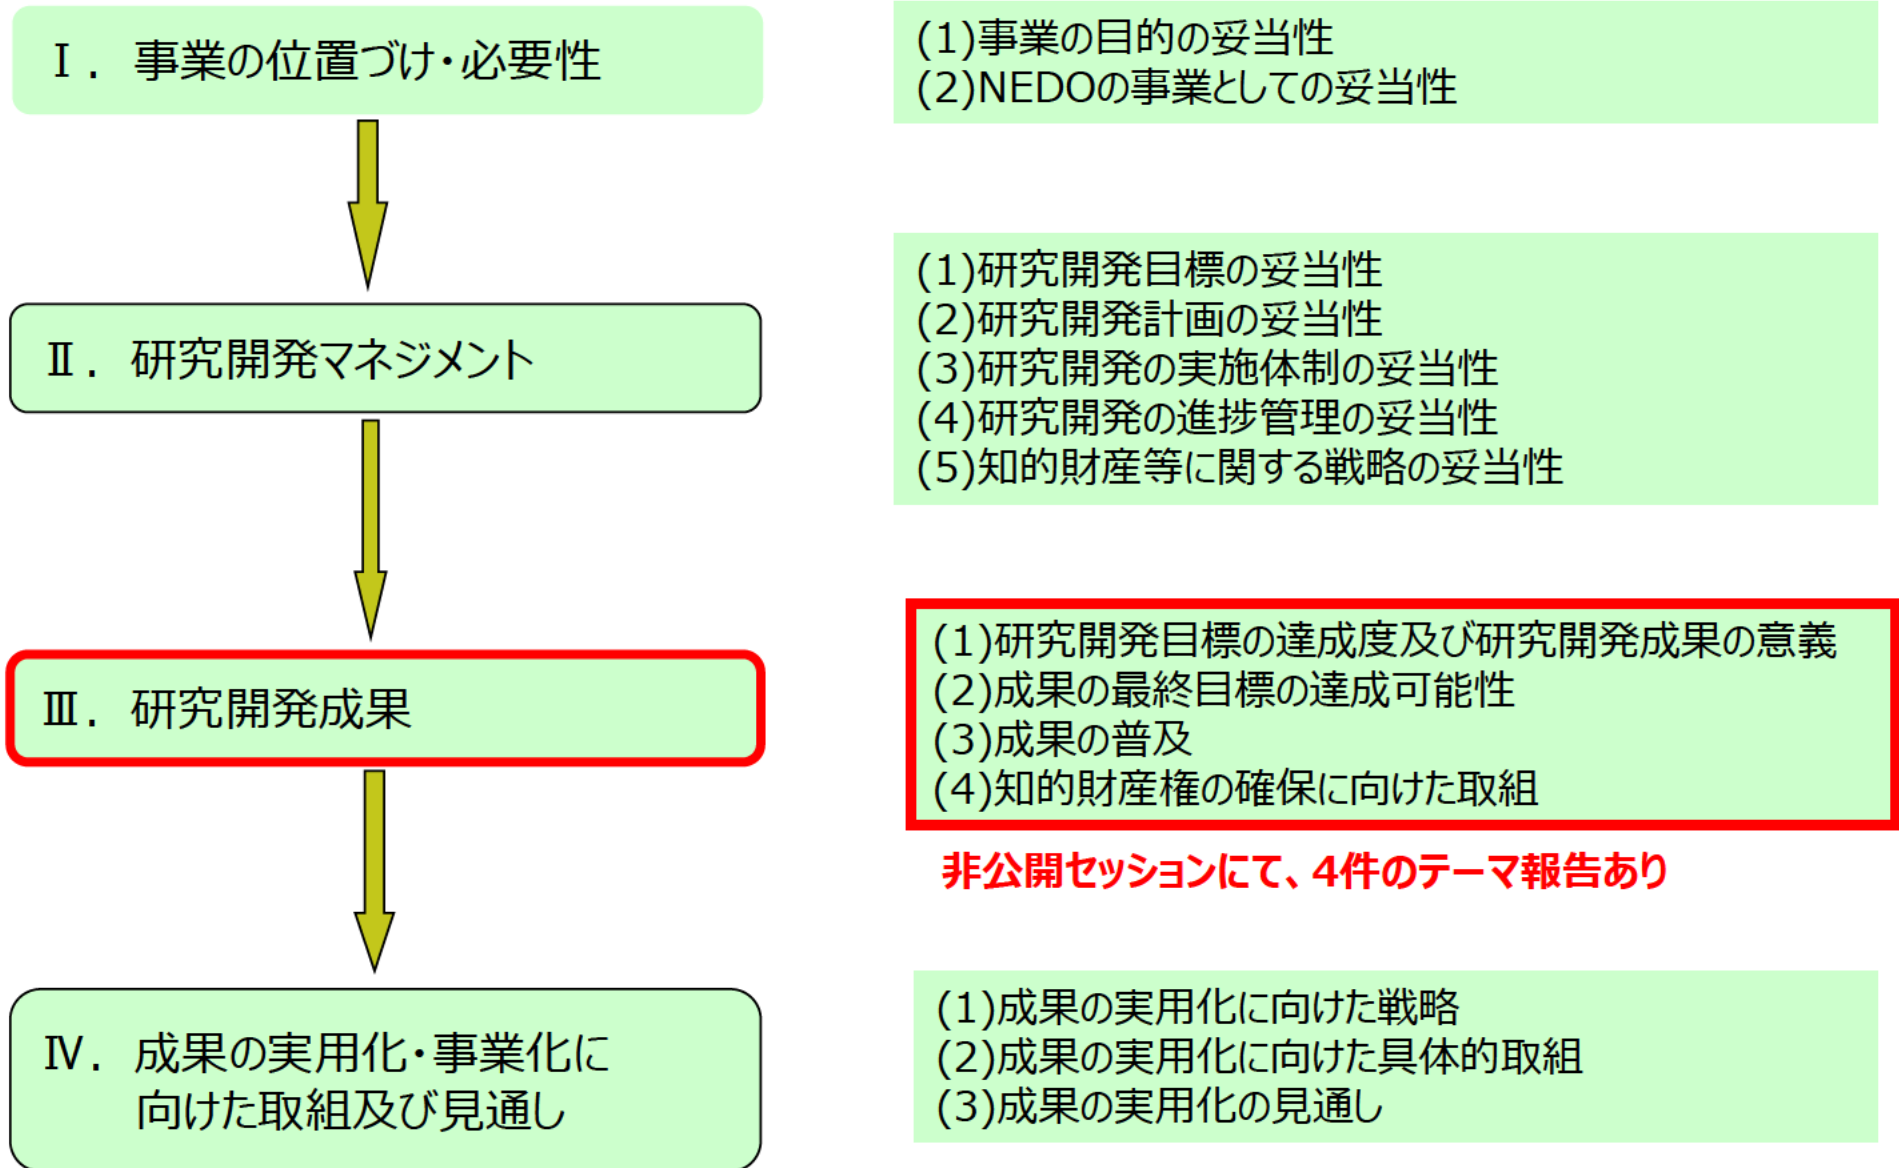 Ⅰ. 事業の位置づけ・必要性
(1)事業の目的の妥当性
(2)NEDOの事業としての妥当性
Ⅱ. 研究開発マネジメント
(1)研究開発目標の妥当性
(2)研究開発計画の妥当性
(3)研究開発の実施体制の妥当性
(4)研究開発の進捗管理の妥当性
(5)知的財産等に関する戦略の妥当性
Ⅲ. 研究開発成果
(1)研究開発目標の達成度及び研究開発成果の意義
(2)成果の最終目標の達成可能性
(3)成果の普及
(4)知的財産権の確保に向けた取組
非公開セッションにて、4件のテーマ報告あり
Ⅳ. 成果の実用化・事業化に
向けた取組及び見通し
(1)成果の実用化に向けた戦略
(2)成果の実用化に向けた具体的取組
(3)成果の実用化の見通し